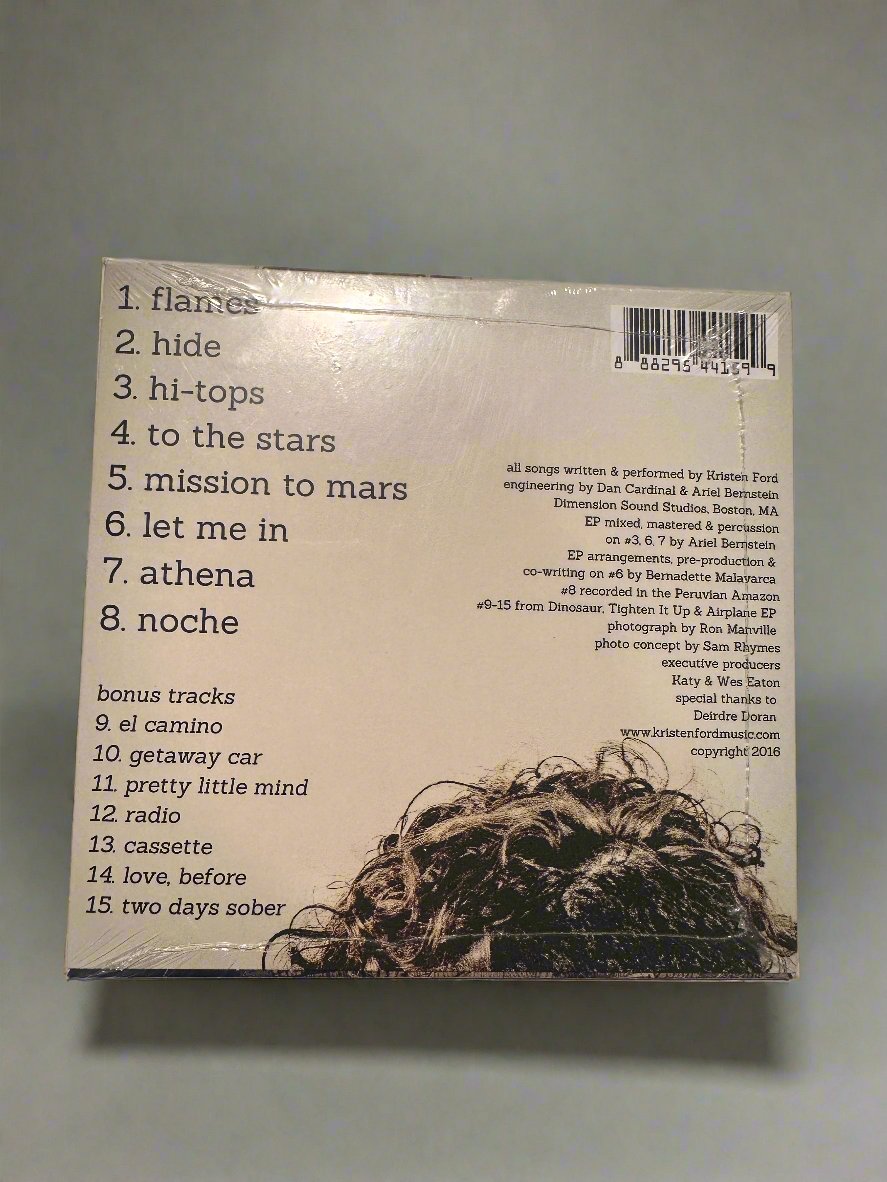 1. flames
2. hide
3. hi-tops
4. to the stars
5. mission to mars
6. let me in
7. athena
8. noche
bonus tracks
9. el camino
10. getaway car
11. pretty little mind
12. radio
13. cassette
14. love, before
15. two days sober
8 88295 44159 9
all songs written & performed by Kristen Ford
engineering by Dan Cardinal & Ariel Bernstein
Dimension Sound Studios, Boston, MA
EP mixed, mastered & percussion
on #3, 6, 7 by Ariel Bernstein
EP arrangements, pre-production &
co-writing on #6 by Bernadette Malavarca
#8 recorded in the Peruvian Amazon
#9-15 from Dinosaur, Tighten It Up & Airplane EP
photograph by Ron Manville
photo concept by Sam Rhymes
executive producers
Katy & Wes Eaton
special thanks to
Deirdre Doran
www.kristenfordmusic.com
copyright 2016